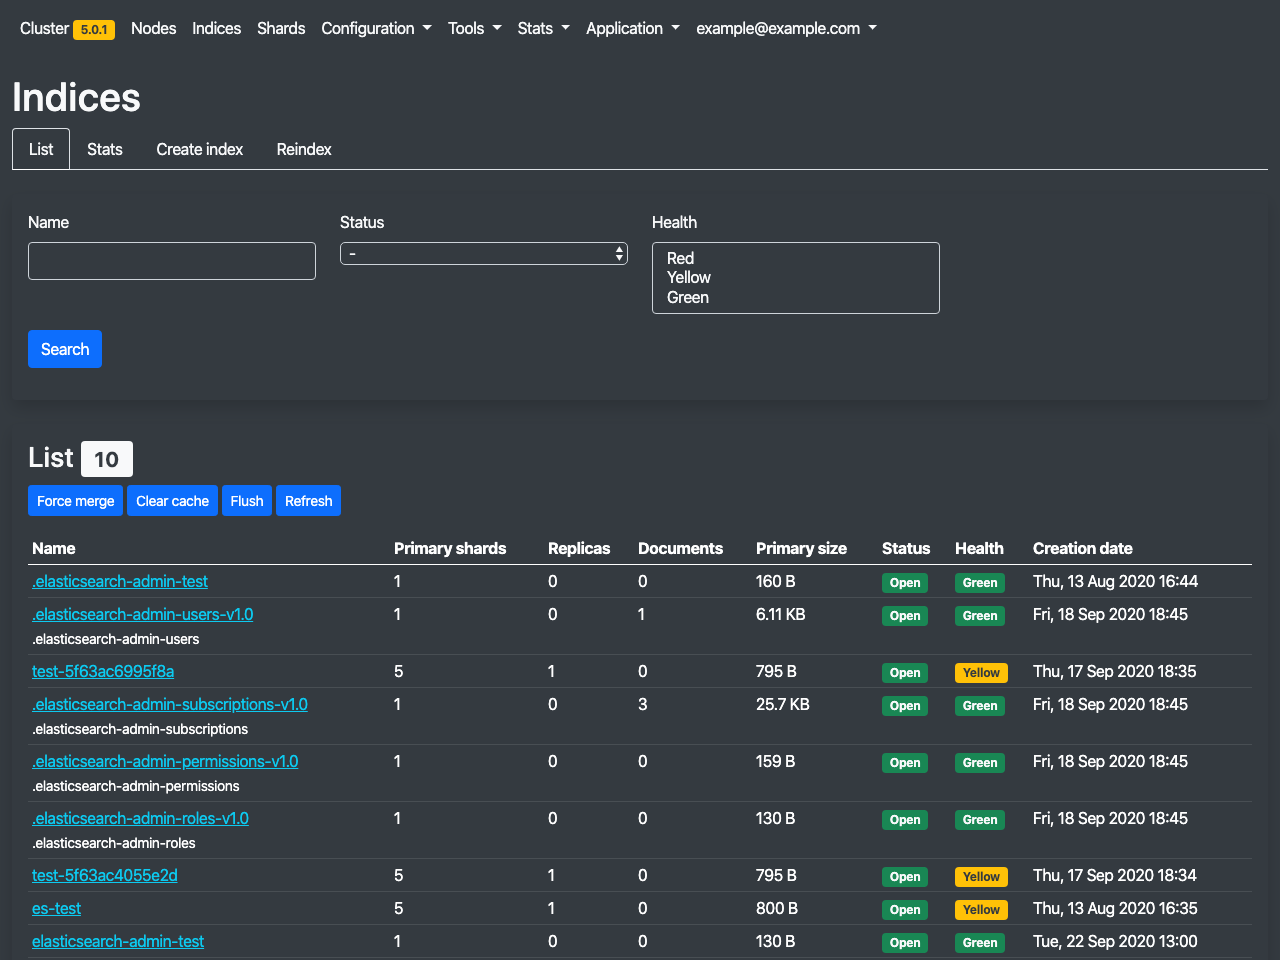 Cluster 5.0.1 Nodes Indices Shards Configuration Tools Stats Application example@example.com
Indices
List Stats Create index Reindex
Name Status Health
-
Red
Yellow
Green
Search
List 10
Force merge Clear cache Flush Refresh
Name Primary shards Replicas Documents Primary size Status Health Creation date
.elasticsearch-admin-test 1 0 0 160 B Open Green Thu, 13 Aug 2020 16:44
.elasticsearch-admin-users-v1.0 1 0 1 6.11 KB Open Green Fri, 18 Sep 2020 18:45
.elasticsearch-admin-users
test-5f63ac6995f8a 5 1 0 795 B Open Yellow Thu, 17 Sep 2020 18:35
.elasticsearch-admin-subscriptions-v1.0 1 0 3 25.7 KB Open Green Fri, 18 Sep 2020 18:45
.elasticsearch-admin-subscriptions
.elasticsearch-admin-permissions-v1.0 1 0 0 159 B Open Green Fri, 18 Sep 2020 18:45
.elasticsearch-admin-permissions
.elasticsearch-admin-roles-v1.0 1 0 0 130 B Open Green Fri, 18 Sep 2020 18:45
.elasticsearch-admin-roles
test-5f63ac4055e2d 5 1 0 795 B Open Yellow Thu, 17 Sep 2020 18:34
es-test 5 1 0 800 B Open Yellow Thu, 13 Aug 2020 16:35
elasticsearch-admin-test 1 0 0 130 B Open Green Tue, 22 Sep 2020 13:00